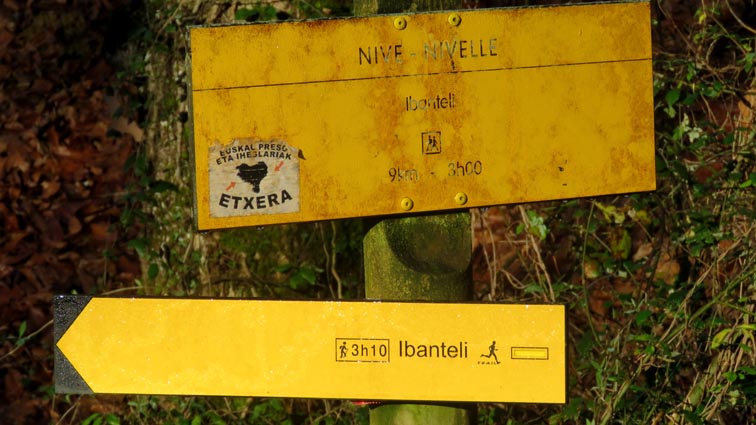 NIVE - NIVELLE
Ibanteli
9km - 3h00
EUSKAL PRESO
ETA IHESLARIAK
ETXERA
3h10 Ibanteli
TRAIL